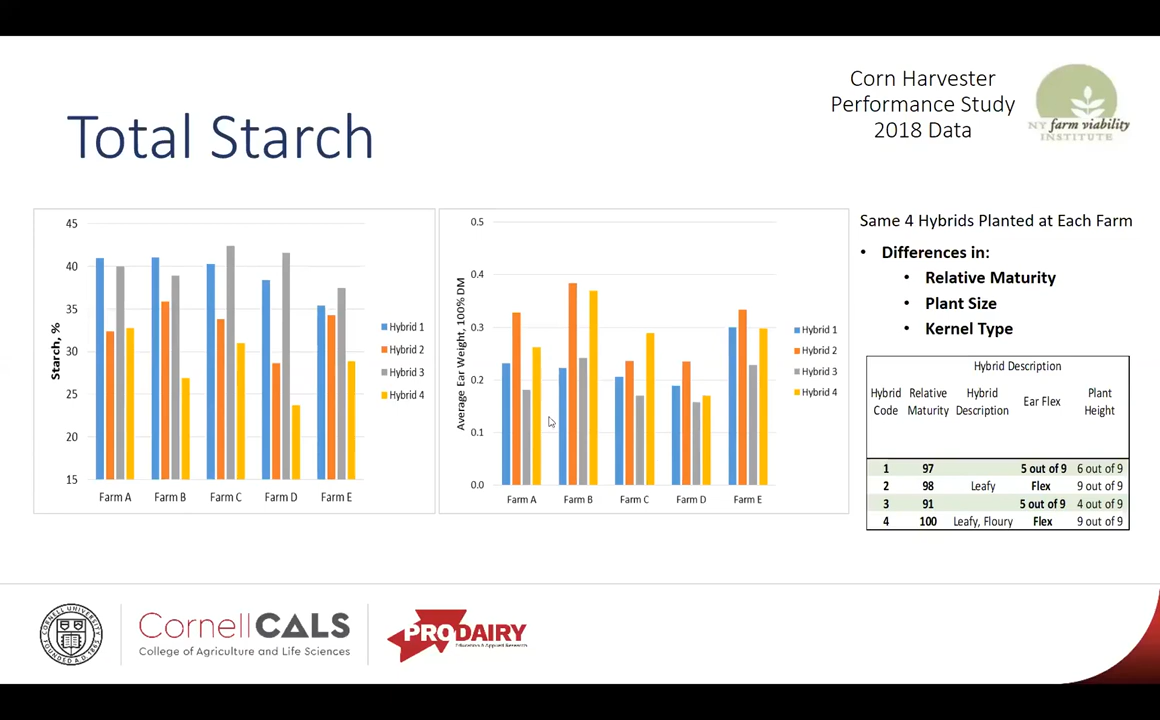 Corn Harvester
Performance Study
2018 Data
NY farm viability
INSTITUTE
Total Starch
45
40
35
30
25
20
15
Starch, %
Farm A Farm B Farm C Farm D Farm E
Hybrid 1
Hybrid 2
Hybrid 3
Hybrid 4
0.5
0.4
0.3
0.2
0.1
0.0
Average Ear Weight, 100% DM
Farm A Farm B Farm C Farm D Farm E
Hybrid 1
Hybrid 2
Hybrid 3
Hybrid 4
Same 4 Hybrids Planted at Each Farm
• Differences in:
• Relative Maturity
• Plant Size
• Kernel Type
Hybrid Description
Hybrid Code Relative Maturity Hybrid Description Ear Flex Plant Height
1 97 5 out of 9 6 out of 9
2 98 Leafy Flex 9 out of 9
3 91 5 out of 9 4 out of 9
4 100 Leafy, Floury Flex 9 out of 9
CORNELL UNIVERSITY
FOUNDED A.D. 1865
CornellCALS
College of Agriculture and Life Sciences
PRODAIRY
Education & Applied Research